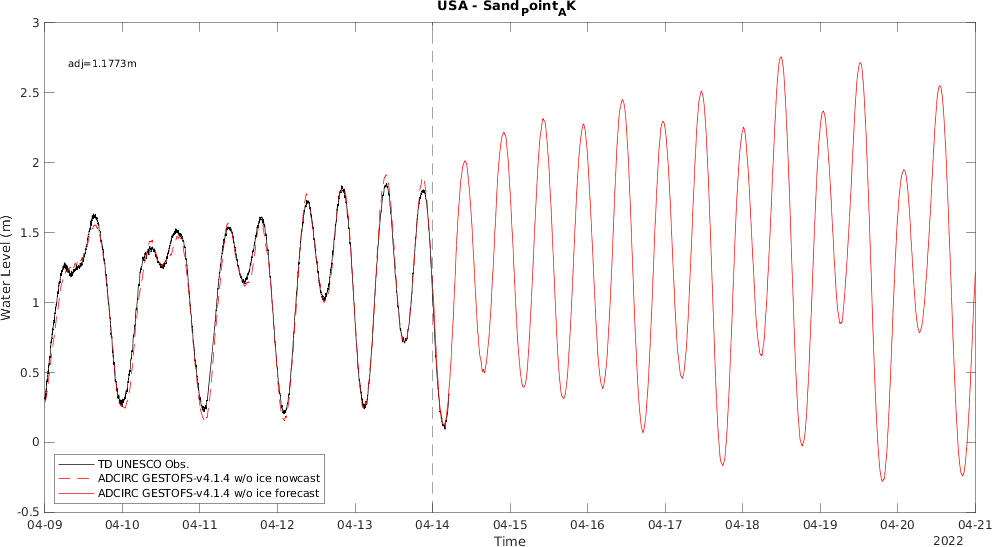 USA - SandPointAK
adj=1.1773m
3
2.5
2
1.5
1
0.5
0
-0.5
Water Level (m)
TD UNESCO Obs.
ADCIRC GESTOFS-v4.1.4 w/o ice nowcast
ADCIRC GESTOFS-v4.1.4 w/o ice forecast
04-09 04-10 04-11 04-12 04-13 04-14 04-15 04-16 04-17 04-18 04-19 04-20 04-21
Time
2022